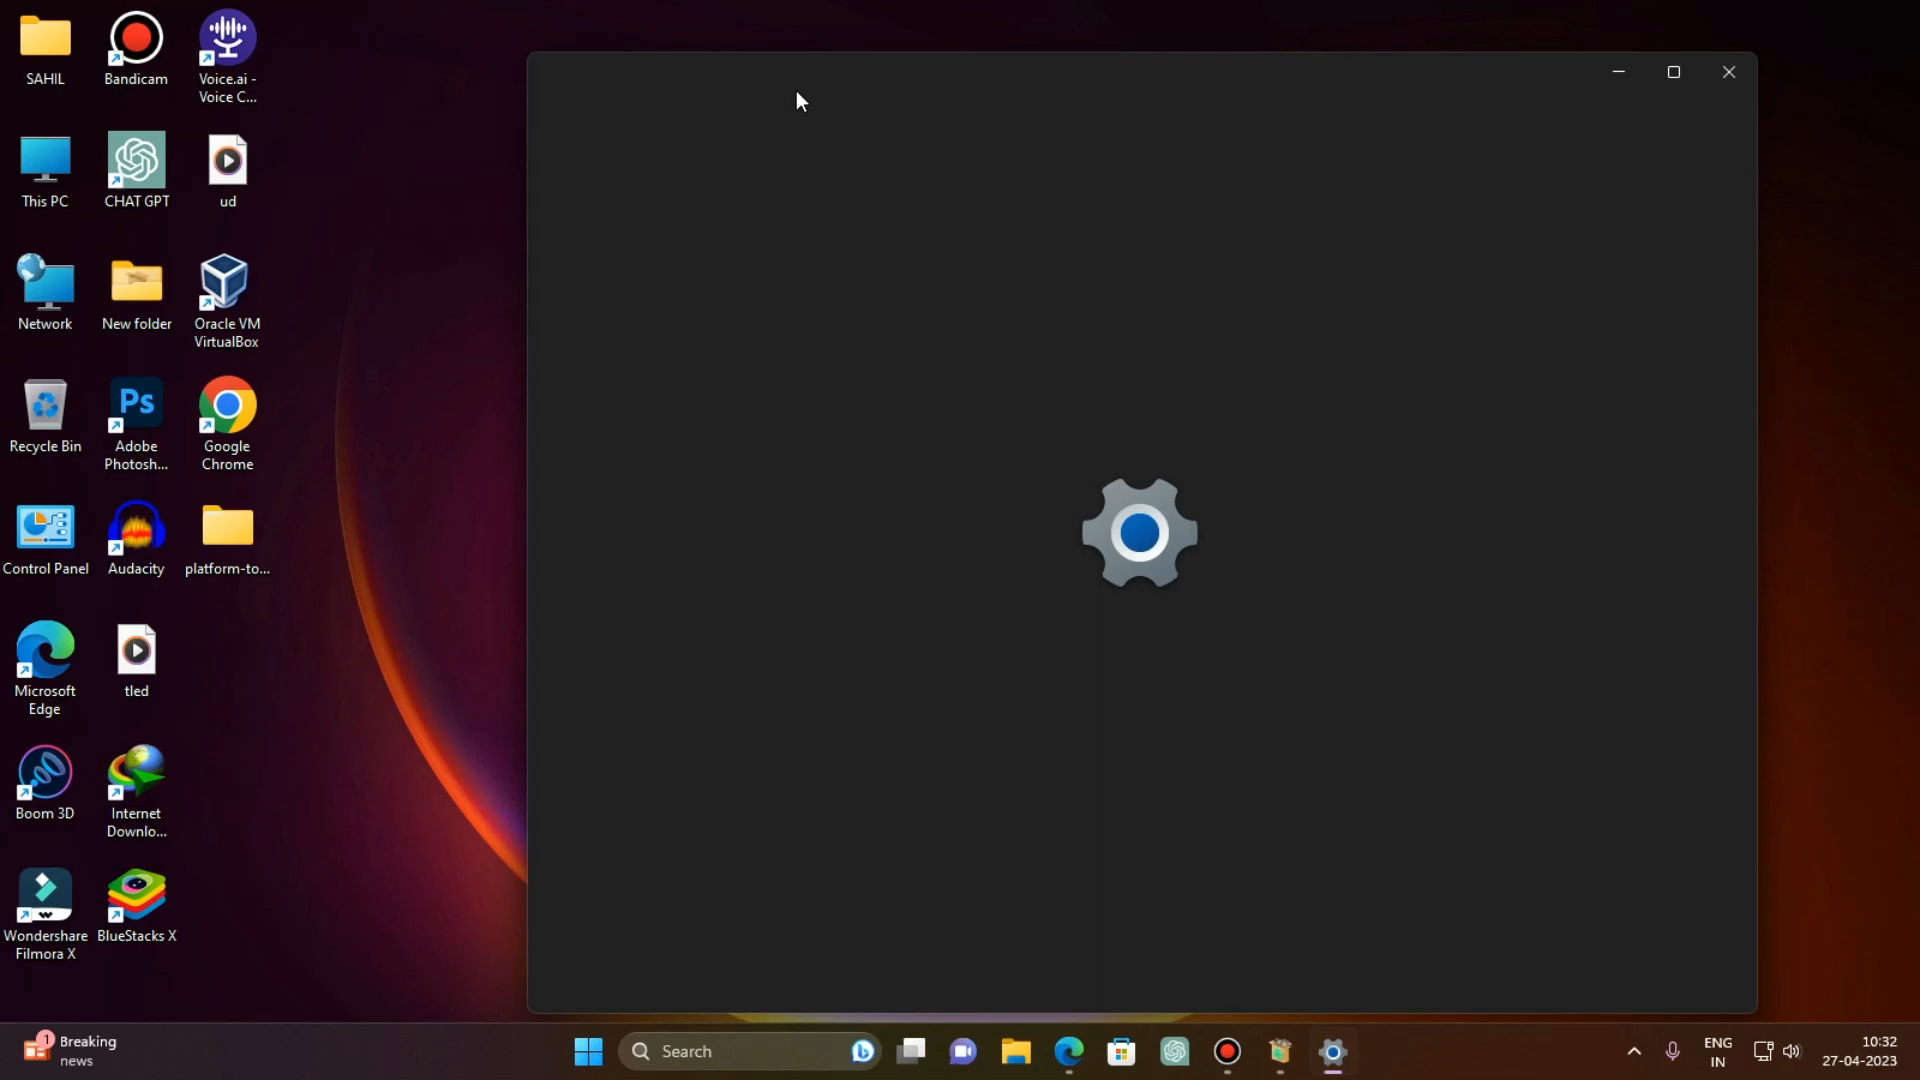 SAHIL
Bandicam
Voice.ai -
Voice C...
This PC
CHAT GPT
ud
Network
New folder
Oracle VM
VirtualBox
Recycle Bin
Ps
Adobe
Photosh...
Google
Chrome
Control Panel
Audacity
platform-to...
Microsoft
Edge
tled
Boom 3D
Internet
Downlo...
Wondershare
Filmora X
BlueStacks X
1
Breaking
news
Search
ENG
IN
10:32
27-04-2023